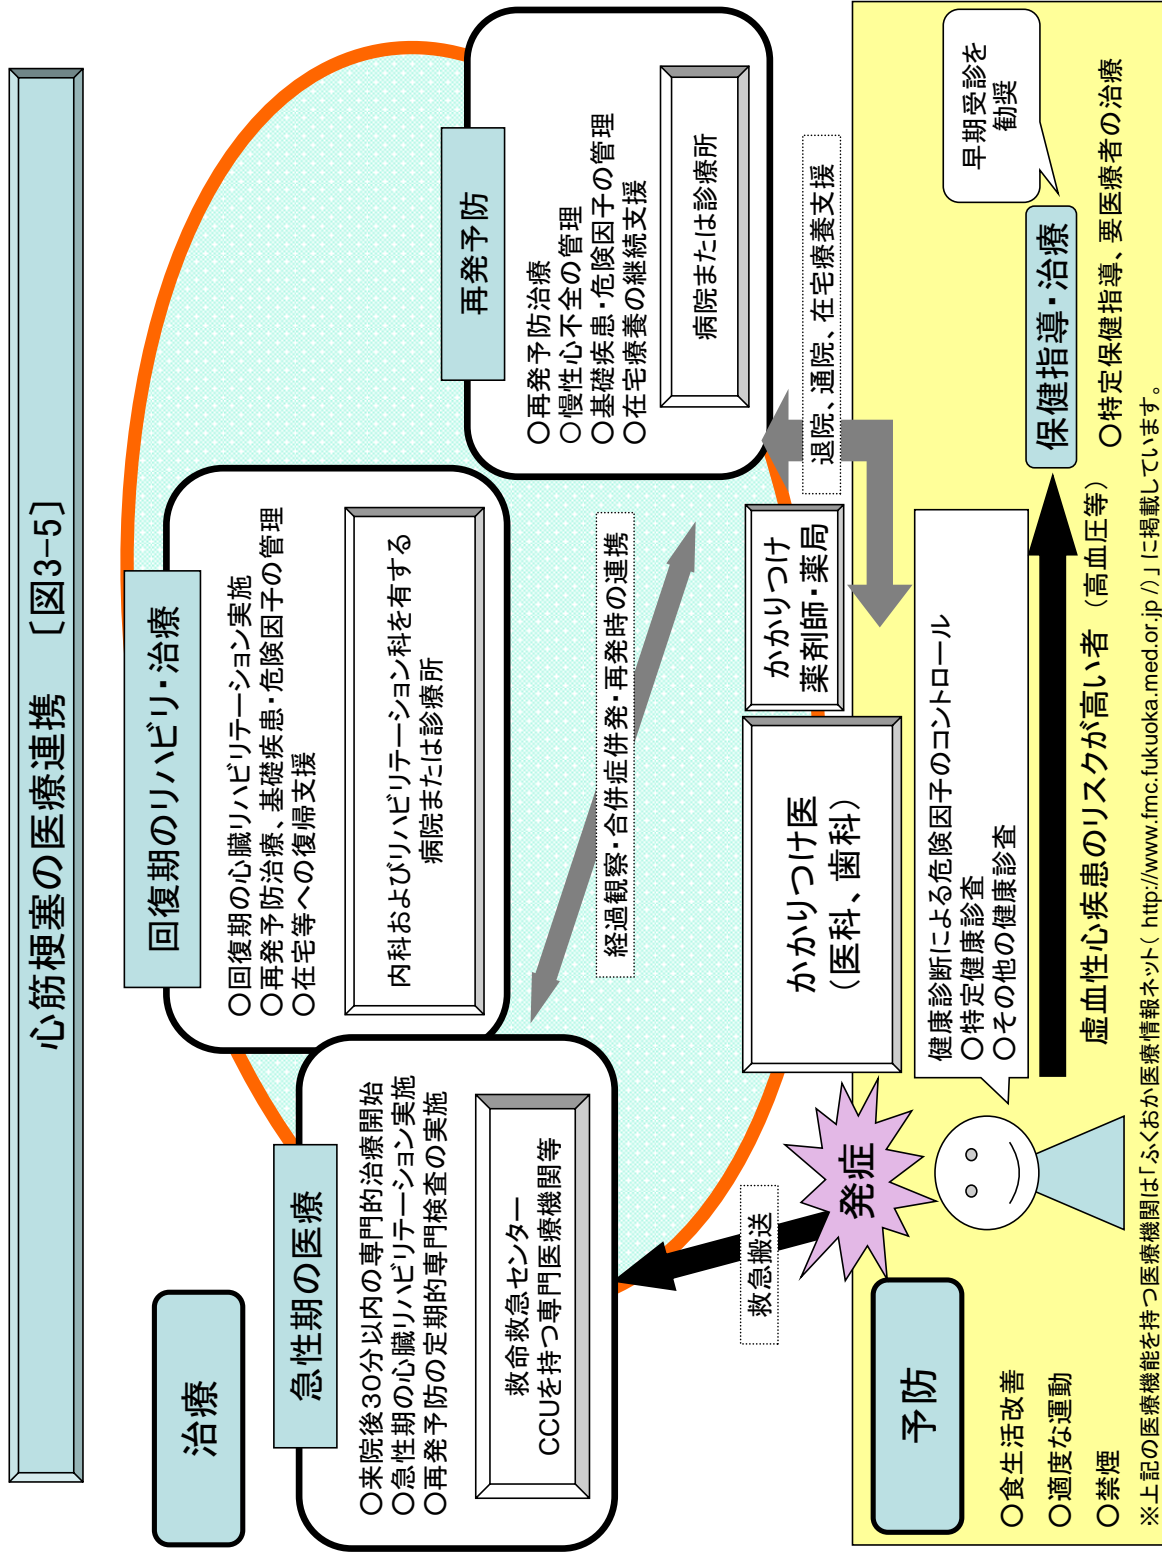 心筋梗塞の医療連携　〔図3-5〕
治療
急性期の医療
○来院後30分以内の専門的治療開始
○急性期の心臓リハビリテーション実施
○再発予防の定期的専門検査の実施
救命救急センター
CCUを持つ専門医療機関等
回復期のリハビリ・治療
○回復期の心臓リハビリテーション実施
○再発予防治療、基礎疾患・危険因子の管理
○在宅等への復帰支援
内科およびリハビリテーション科を有する
病院または診療所
再発予防
○再発予防治療
○慢性心不全の管理
○基礎疾患・危険因子の管理
○在宅療養の継続支援
病院または診療所
経過観察・合併症併発・再発時の連携
救急搬送
発症
かかりつけ医
（医科、歯科）
かかりつけ
薬剤師・薬局
退院、通院、在宅療養支援
予防
○食生活改善
○適度な運動
○禁煙
健康診断による危険因子のコントロール
○特定健康診査
○その他の健康診査
虚血性心疾患のリスクが高い者　（高血圧等）
保健指導・治療
早期受診を
勧奨
○特定保健指導、要医療者の治療
※上記の医療機能を持つ医療機関は「ふくおか医療情報ネット( http://www.fmc.fukuoka.med.or.jp /)」に掲載しています。